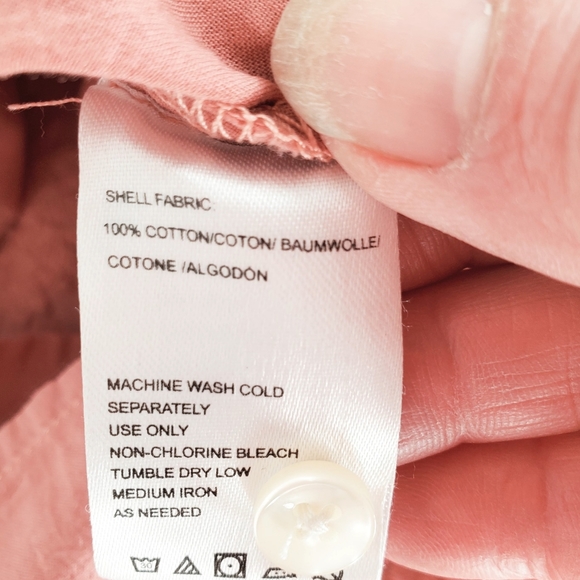 SHELL FABRIC
100% COTTON/COTON/ BAUMWOLLE/
COTONE /ALGODÓN
MACHINE WASH COLD
SEPARATELY
USE ONLY
NON-CHLORINE BLEACH
TUMBLE DRY LOW
MEDIUM IRON
AS NEEDED
30